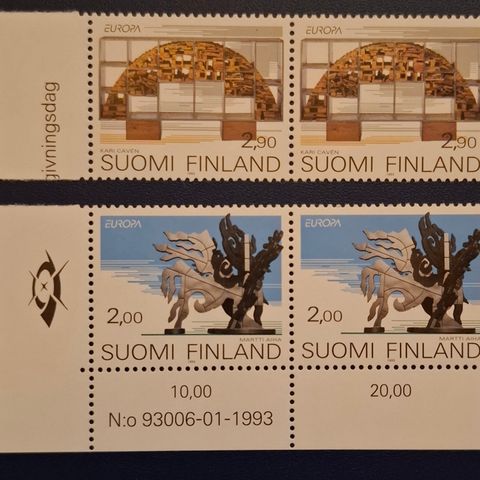 givningsdag
EUROPA
EUROPA
2,90
2,90
KARI CAVÉN
KARI CAVÉN
SUOMI FINLAND
SUOMI FINLAND
EUROPA
EUROPA
2,00
2,00
MARTTI AIHA
MARTTI AIHA
SUOMI FINLAND
SUOMI FINLAND
10,00
20,00
N:o 93006-01-1993